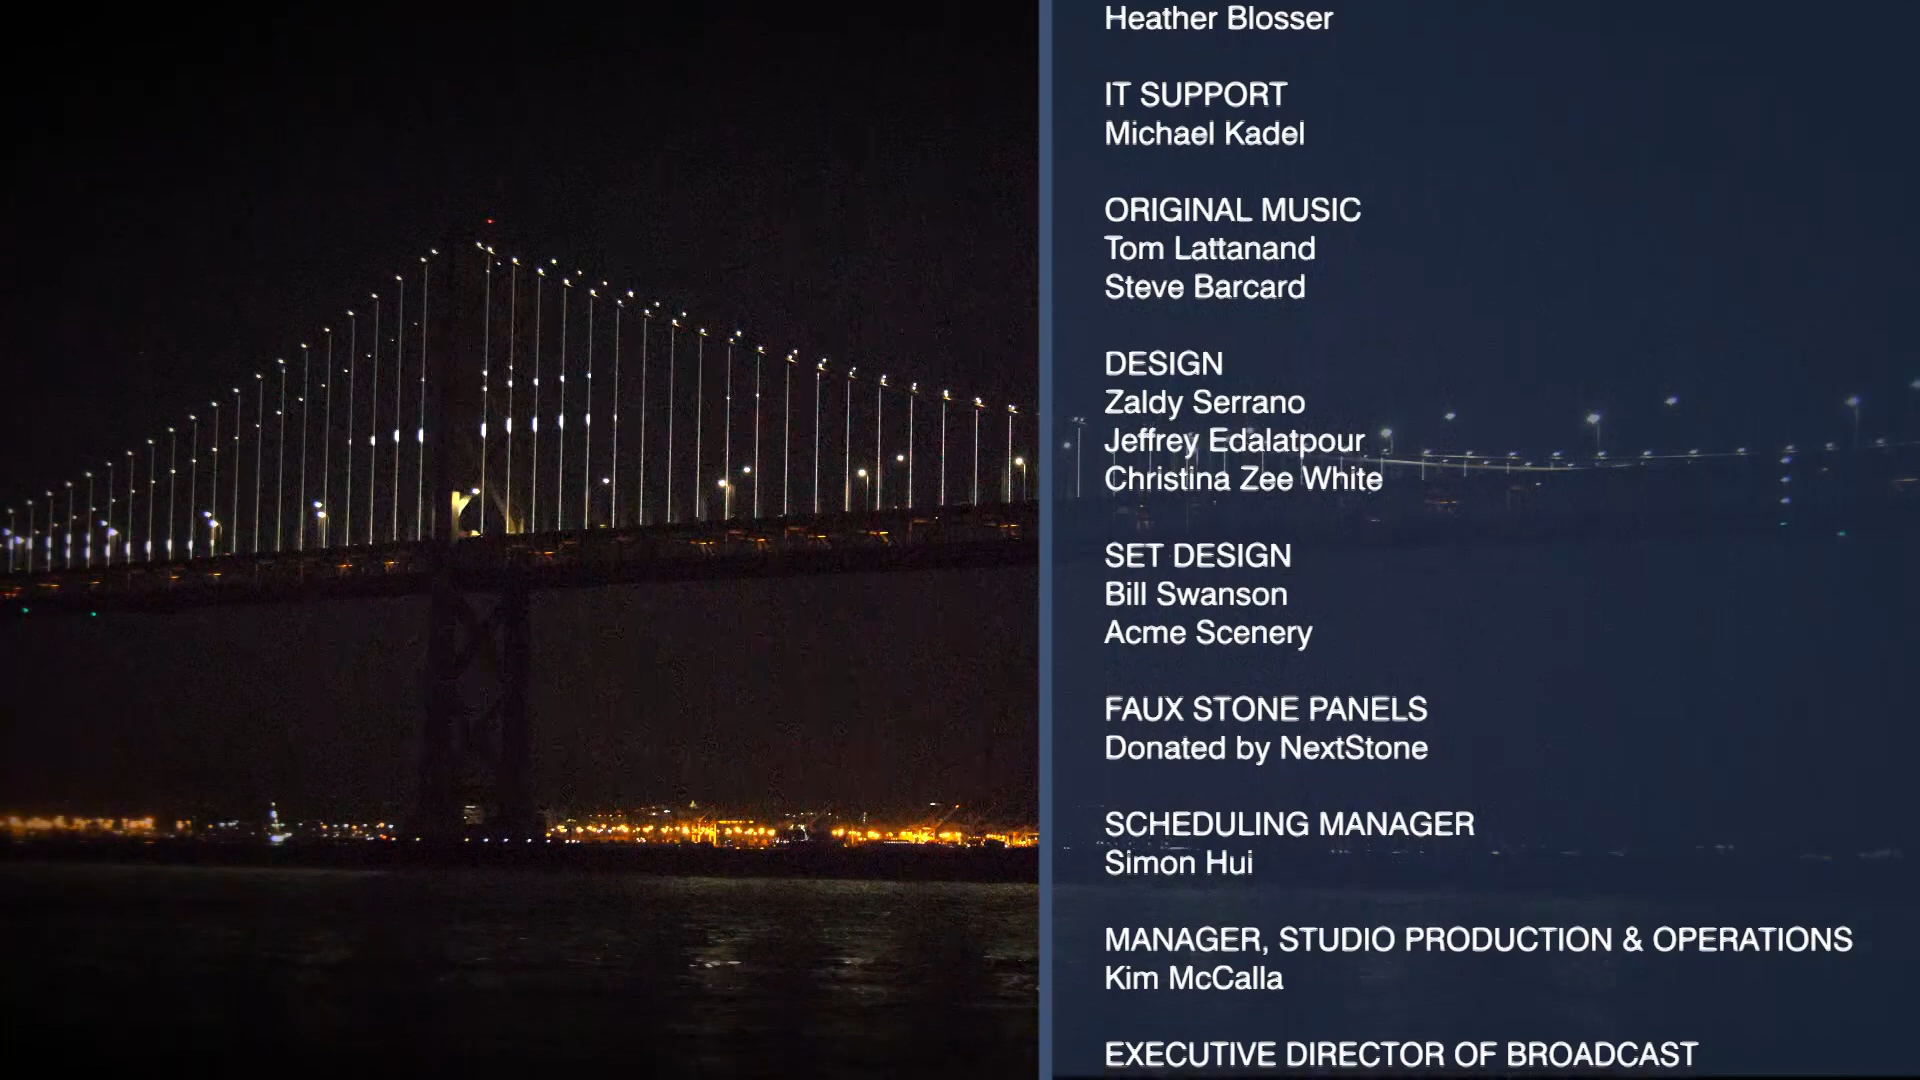 Heather Blosser
IT SUPPORT
Michael Kadel
ORIGINAL MUSIC
Tom Lattanand
Steve Barcard
DESIGN
Zaldy Serrano
Jeffrey Edalatpour
Christina Zee White
SET DESIGN
Bill Swanson
Acme Scenery
FAUX STONE PANELS
Donated by NextStone
SCHEDULING MANAGER
Simon Hui
MANAGER, STUDIO PRODUCTION & OPERATIONS
Kim McCalla
EXECUTIVE DIRECTOR OF BROADCAST